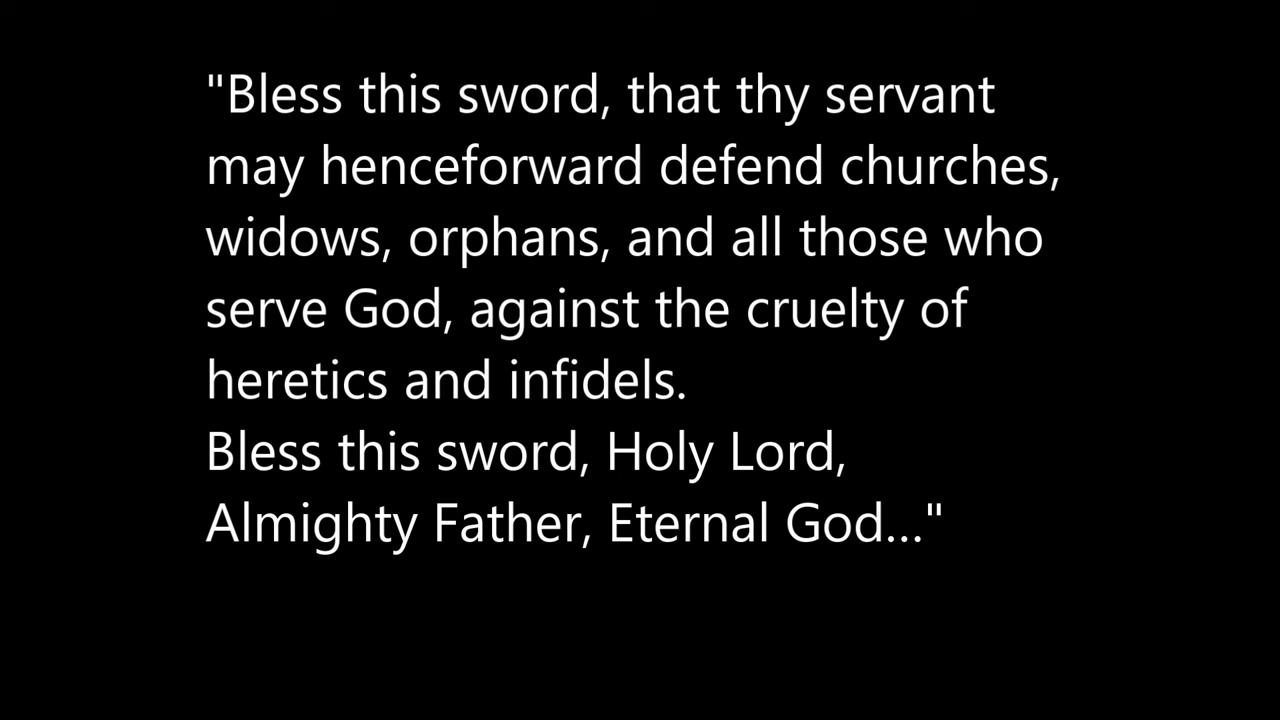 "Bless this sword, that thy servant
may henceforward defend churches,
widows, orphans, and all those who
serve God, against the cruelty of
heretics and infidels.
Bless this sword, Holy Lord,
Almighty Father, Eternal God..."